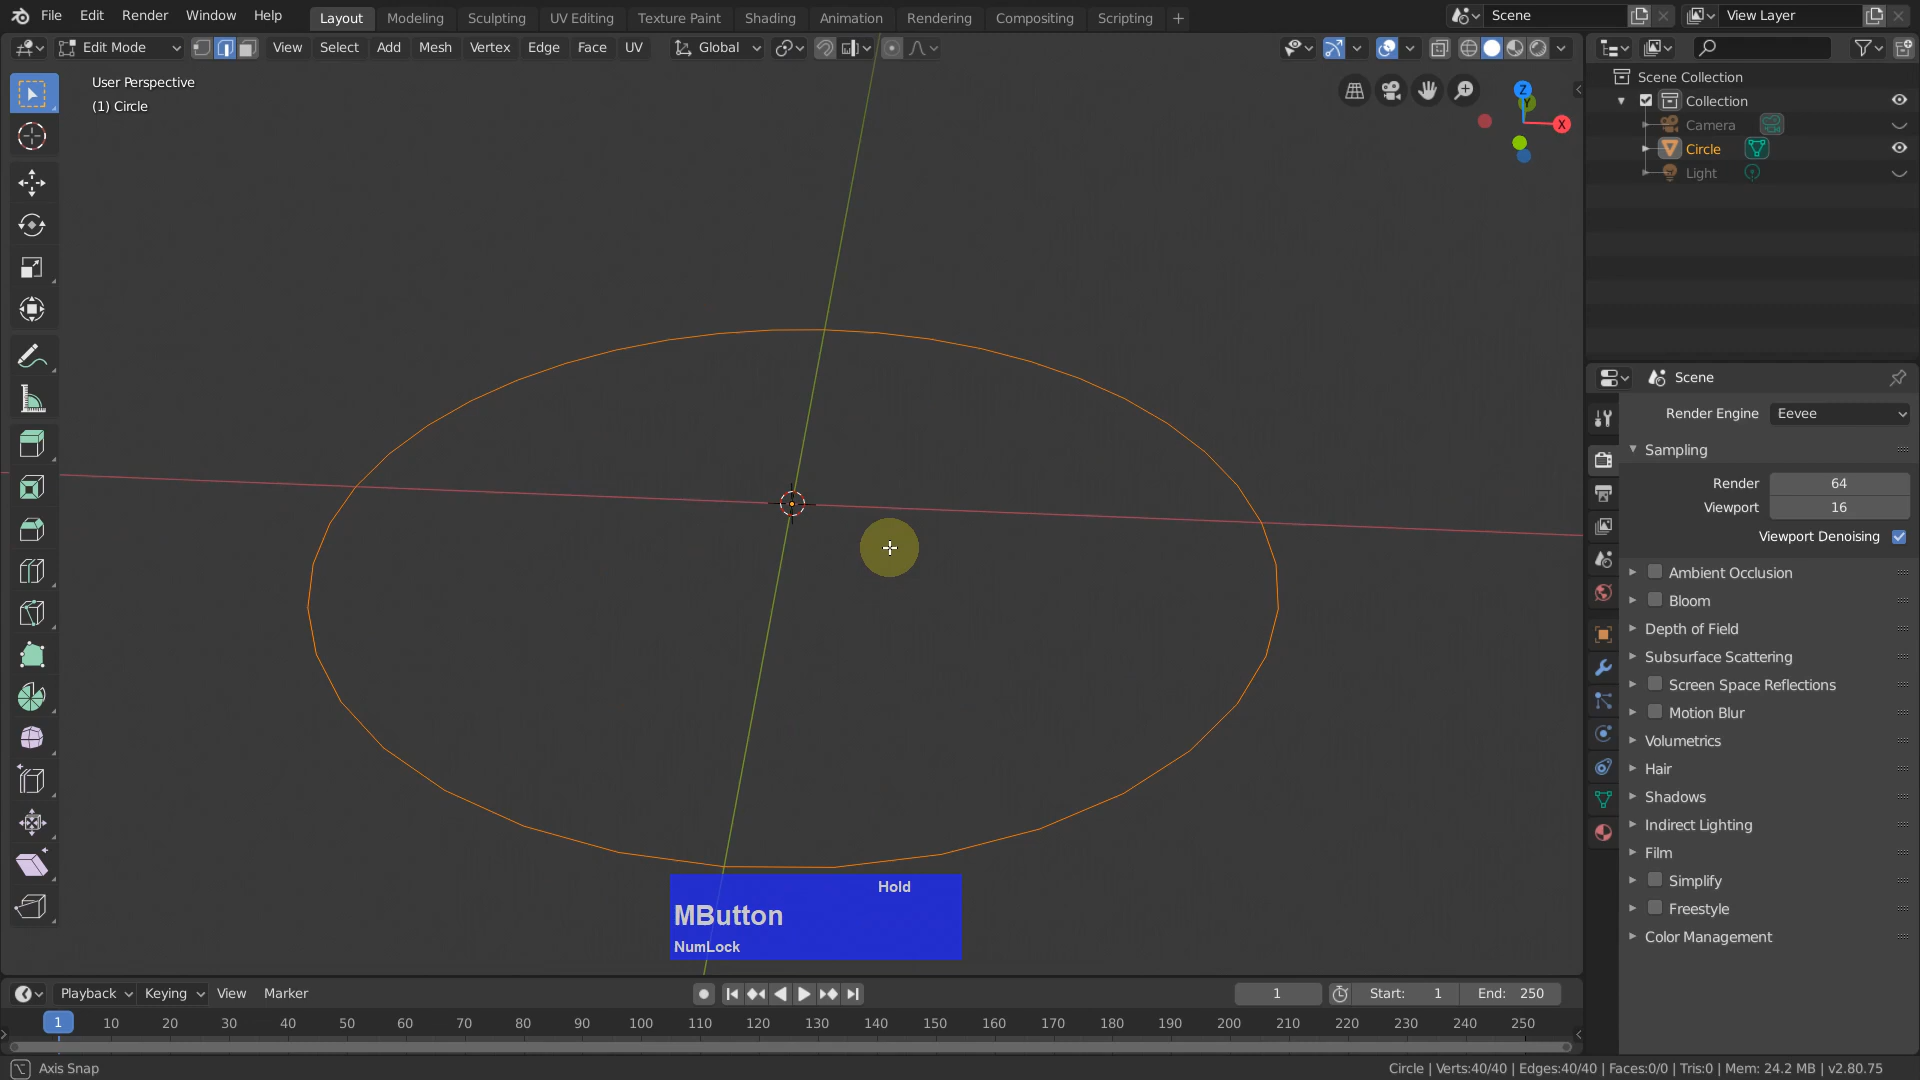 File Edit Render Window Help Layout Modeling Sculpting UV Editing Texture Paint Shading Animation Rendering Compositing Scripting + Scene View Layer
Edit Mode View Select Add Mesh Vertex Edge Face UV Global
User Perspective
(1) Circle
Z
Y
X
Scene Collection
Collection
Camera
Circle
Light
Scene
Render Engine Eevee
Sampling
Render 64
Viewport 16
Viewport Denoising
Ambient Occlusion
Bloom
Depth of Field
Subsurface Scattering
Screen Space Reflections
Motion Blur
Volumetrics
Hair
Shadows
Indirect Lighting
Film
Simplify
Freestyle
Color Management
Hold
MButton
NumLock
Playback Keying View Marker 1 Start: 1 End: 250
1 10 20 30 40 50 60 70 80 90 100 110 120 130 140 150 160 170 180 190 200 210 220 230 240 250
Axis Snap Circle | Verts:40/40 | Edges:40/40 | Faces:0/0 | Tris:0 | Mem: 24.2 MB | v2.80.75